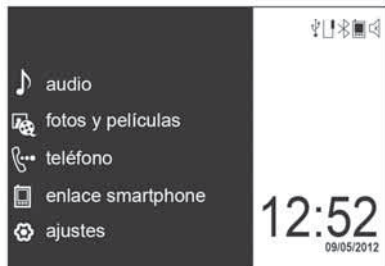 audio
fotos y películas
teléfono
enlace smartphone
ajustes
12:52
09/05/2012